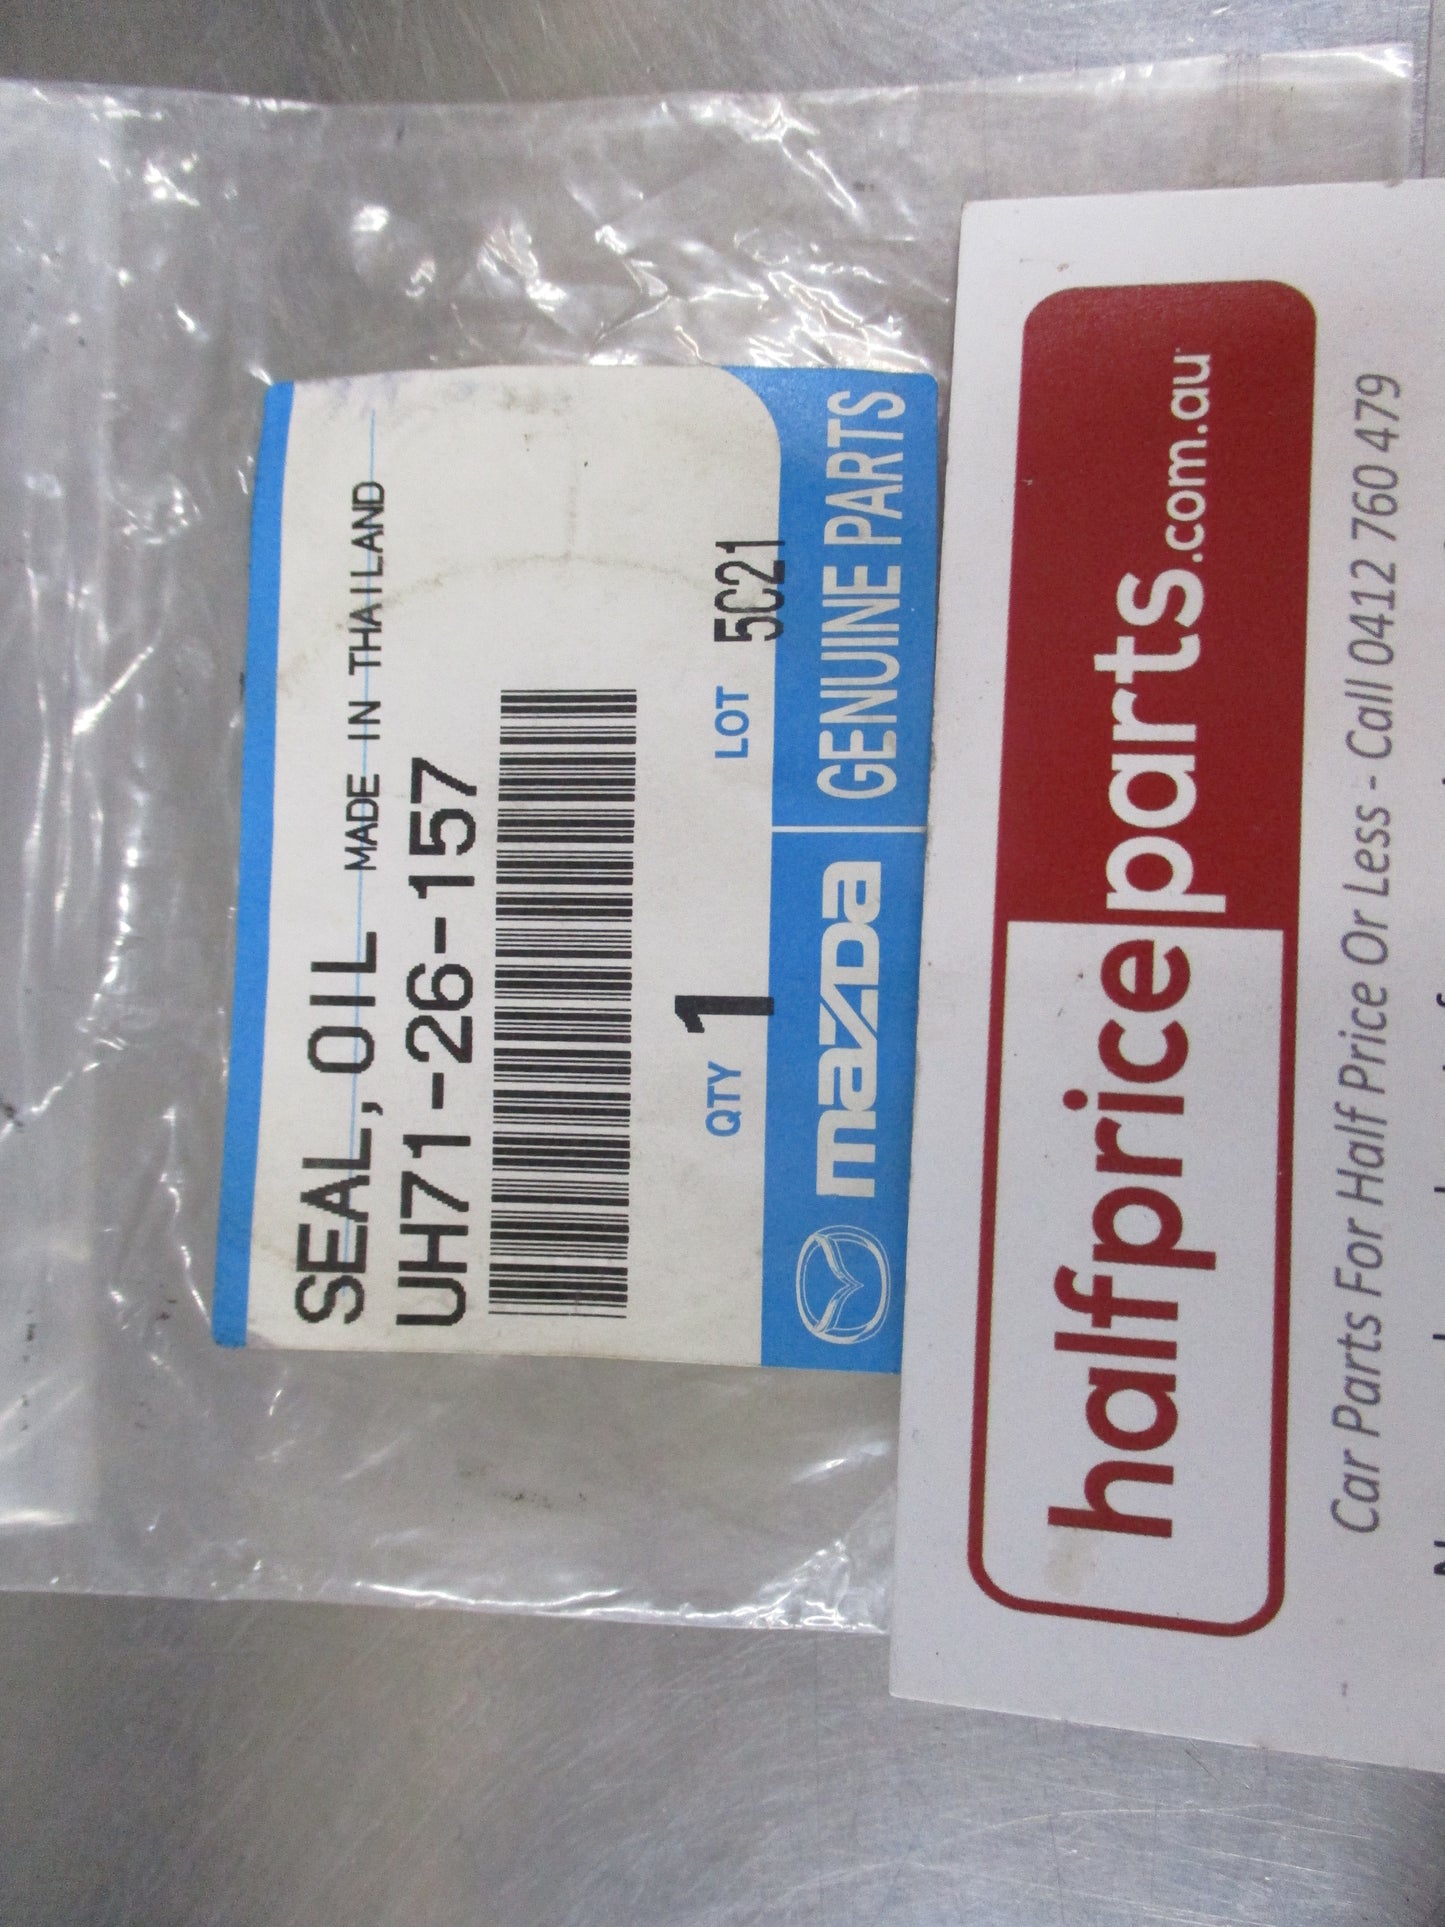 SEAL, OIL MADE IN THAILAND
UH71-26-157
QTY 1 LOT 5C21
mazda GENUINE PARTS
halfpriceparts.com.au
Car Parts For Half Price Or Less - Call 0412 760 479